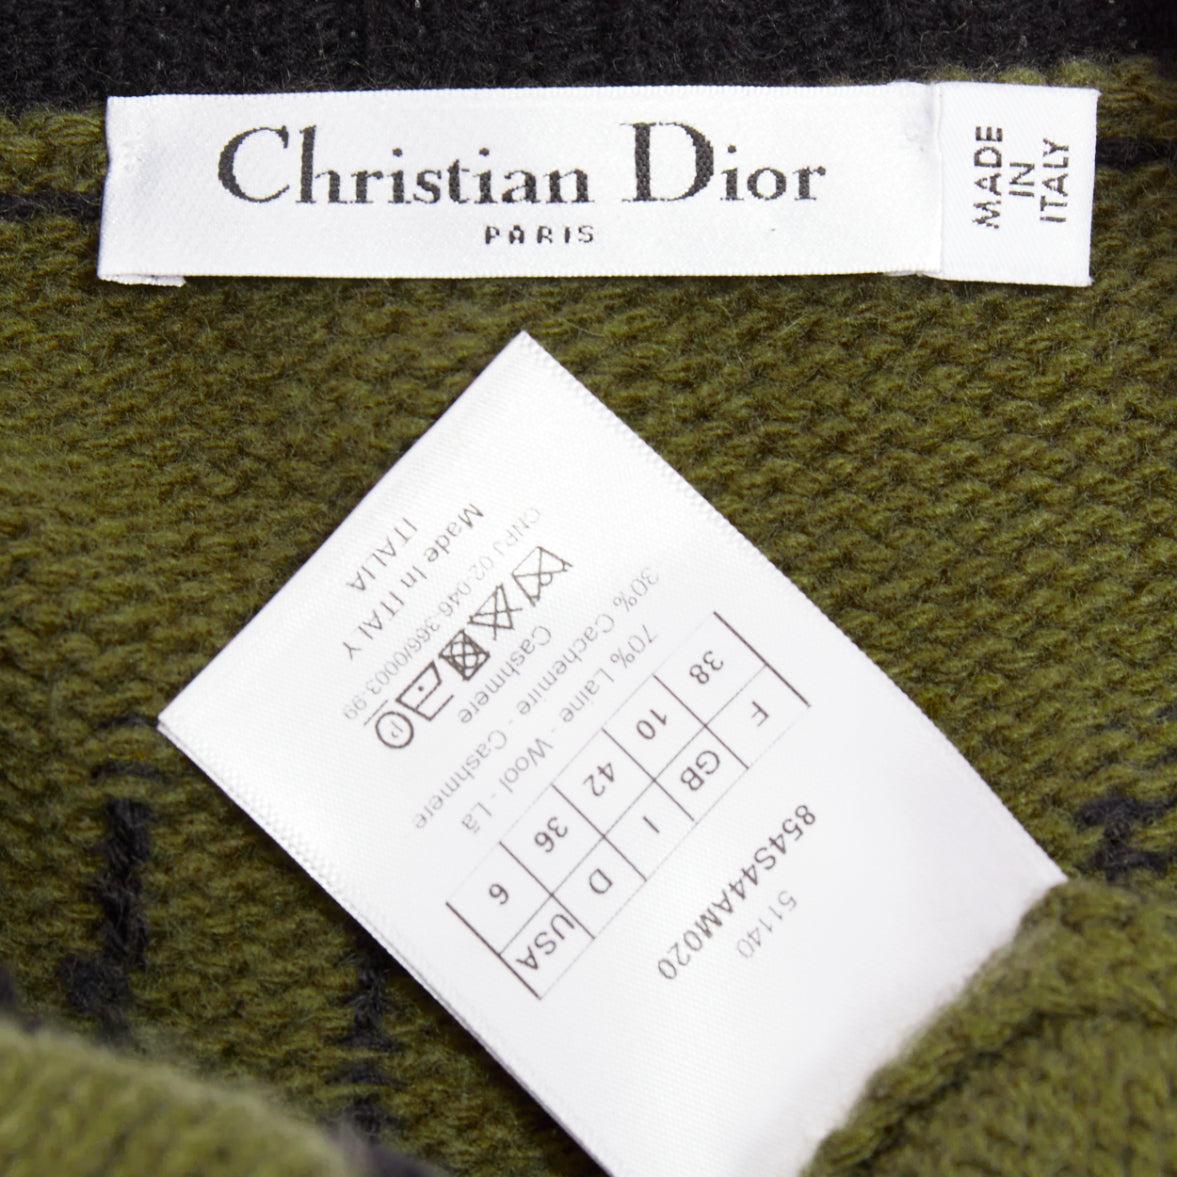 Christian Dior
PARIS
MADE
IN
ITALY
51140
854S44AM020
F GB I D USA
38 10 42 36 6
70% Laine - Wool - Lã
30% Cachemire - Cashmere
Cashmere
CNPJ 02.046.366/0003-99
Made In ITALY
ITALIA